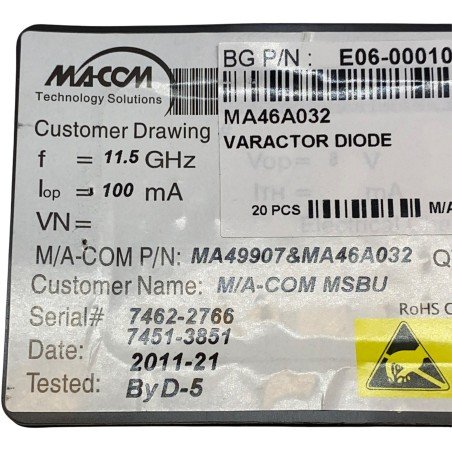 M/A-COM
Technology Solutions
BG P/N: E06-00010
MA46A032
VARACTOR DIODE
20 PCS M/A
Customer Drawing
f = 11.5 GHz
Iop = 100 mA
VN=
M/A-COM P/N: MA49907&MA46A032 Q
Customer Name: M/A-COM MSBU
Serial# 7462-2766
7451-3851
Date: 2011-21
Tested: By D-5
RoHS C